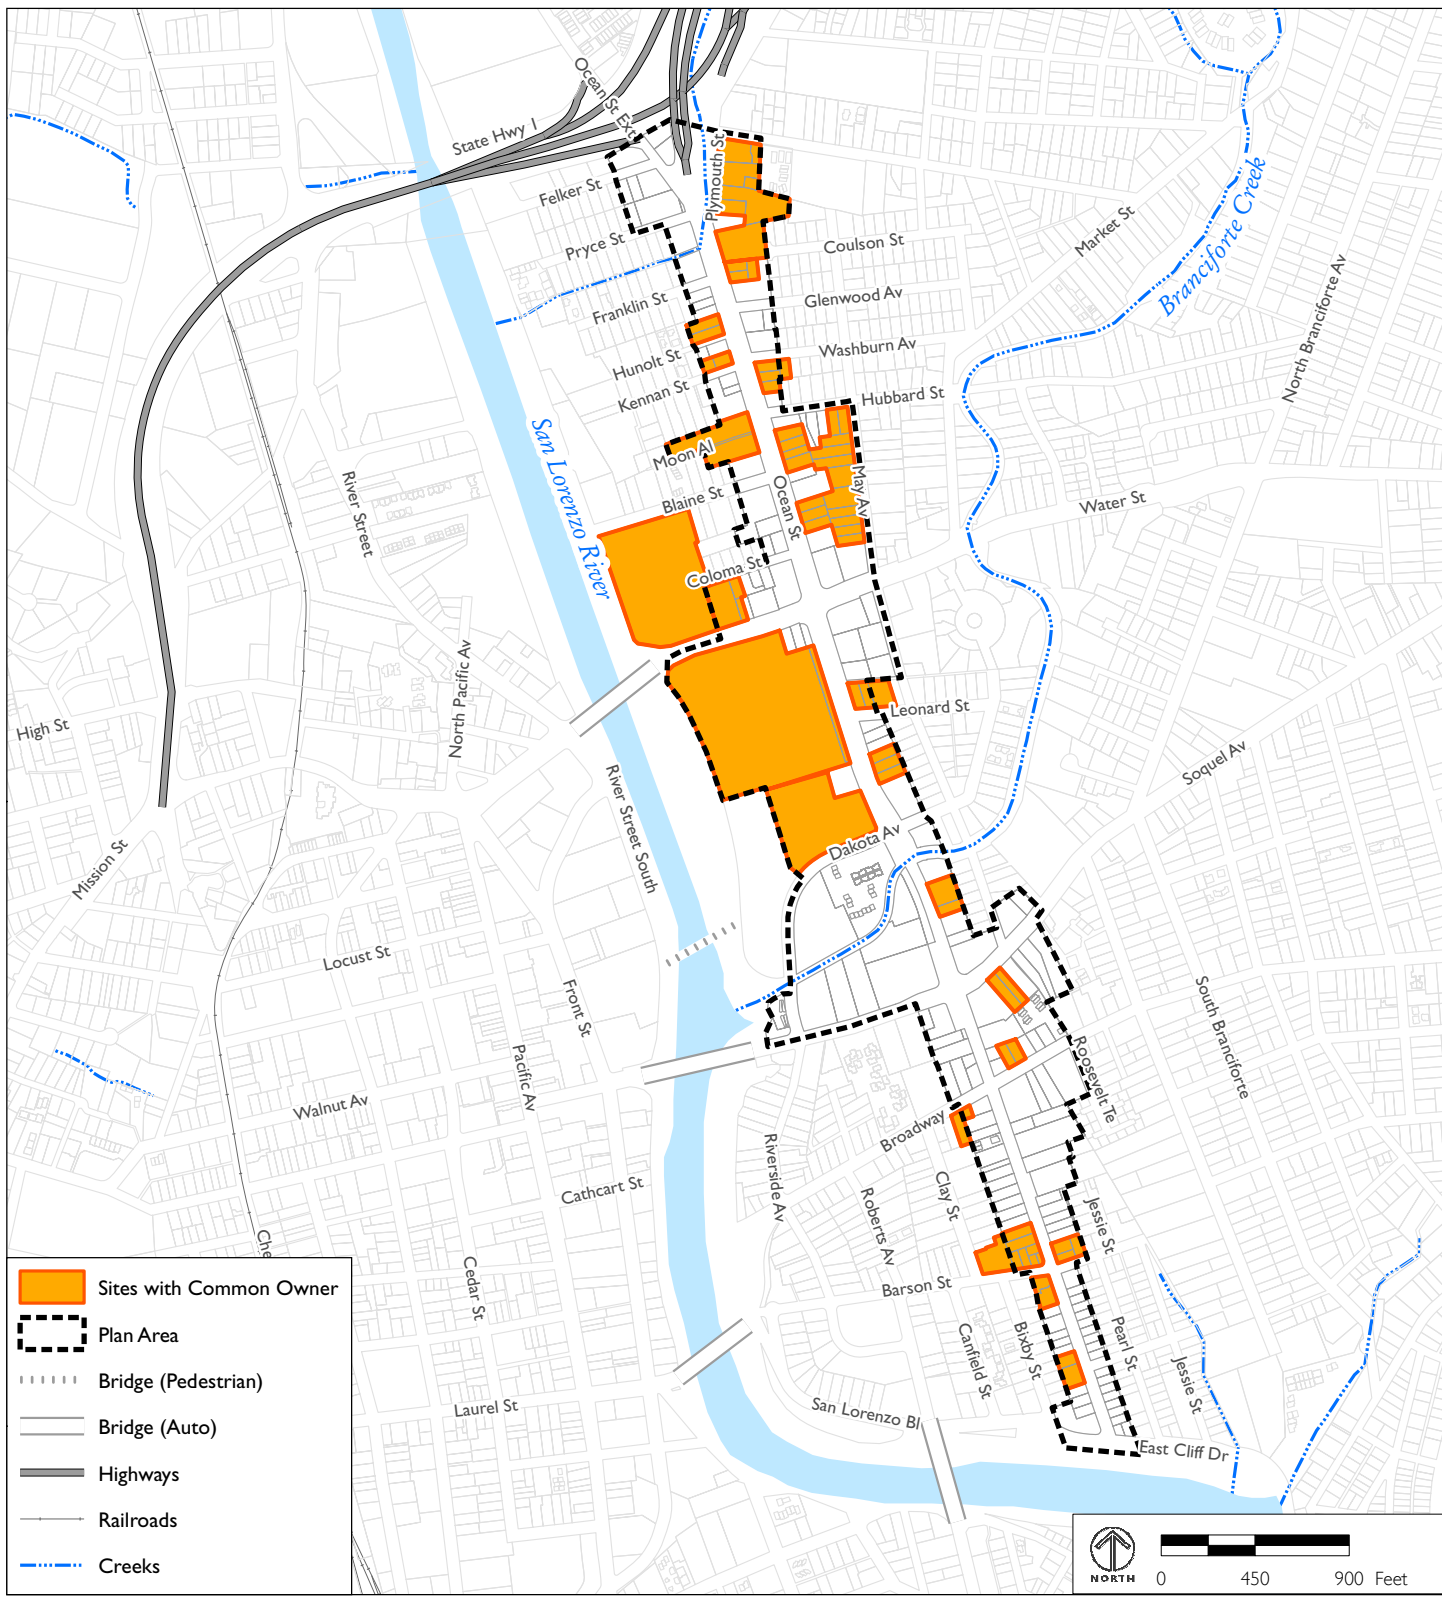 Ocean St Ext
State Hwy 1
Plymouth St
Felker St
Pryce St
Coulson St
Market St
Branciforte Creek
North Branciforte Av
Franklin St
Glenwood Av
Hunolt St
Washburn Av
Kennan St
Hubbard St
San Lorenzo River
Moon Al
May Av
River Street
Blaine St
Ocean St
Water St
Coloma St
North Pacific Av
High St
Leonard St
Soquel Av
River Street South
Mission St
Dakota Av
Locust St
Front St
South Branciforte
Pacific Av
Roosevelt Te
Walnut Av
Broadway
Riverside Av
Cathcart St
Clay St
Roberts Av
Jessie St
Che
Cedar St
Barson St
Canfield St
Bixby St
Pearl St
Jessie St
Laurel St
San Lorenzo Bl
East Cliff Dr
Sites with Common Owner
Plan Area
Bridge (Pedestrian)
Bridge (Auto)
Highways
Railroads
Creeks
NORTH
0 450 900 Feet